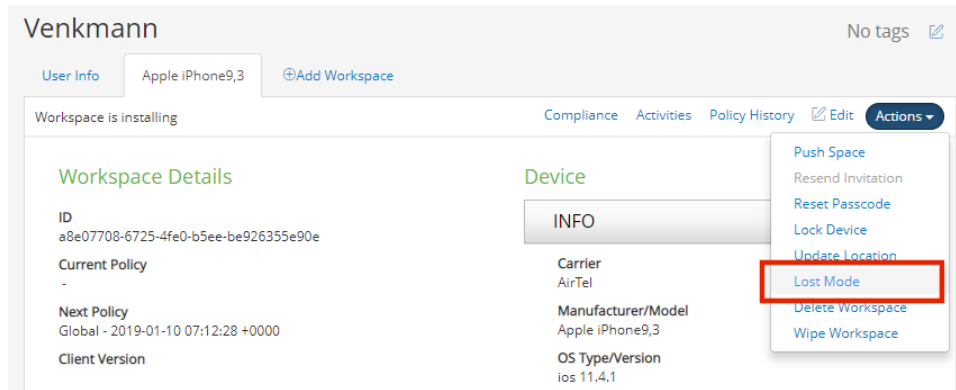 Venkmann
No tags
User Info Apple iPhone9,3 Add Workspace
Workspace is installing
Compliance Activities Policy History Edit Actions
Push Space
Resend Invitation
Reset Passcode
Lock Device
Update Location
Lost Mode
Delete Workspace
Wipe Workspace
Workspace Details
ID
a8e07708-6725-4fe0-b5ee-be926355e90e
Current Policy
-
Next Policy
Global - 2019-01-10 07:12:28 +0000
Client Version
Device
INFO
Carrier
AirTel
Manufacturer/Model
Apple iPhone9,3
OS Type/Version
ios 11.4.1